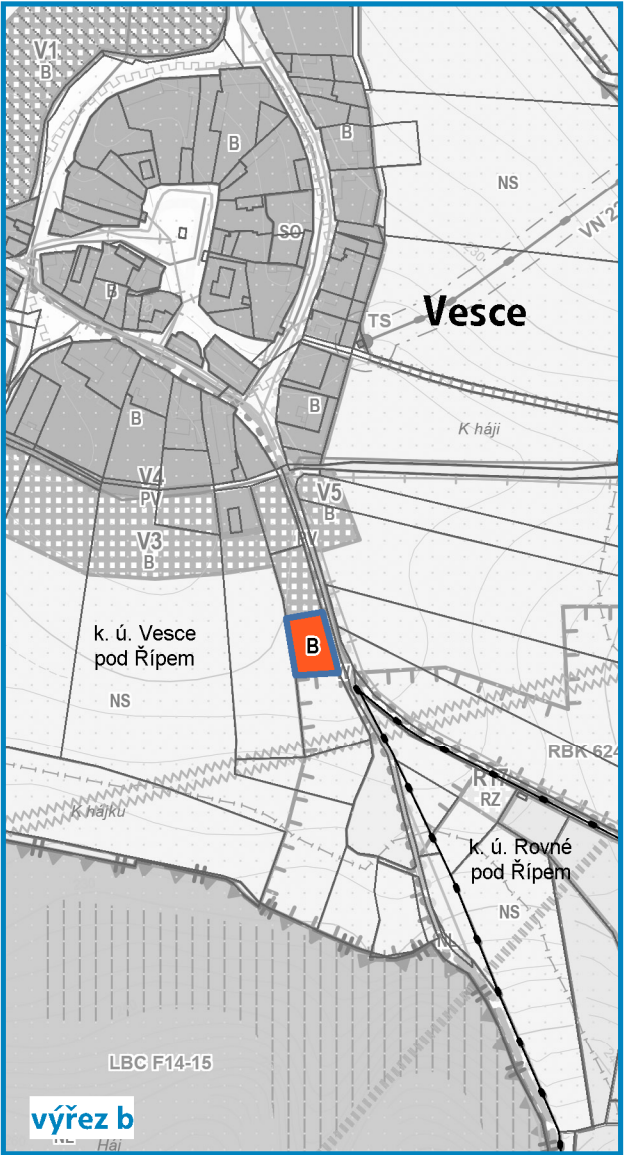 V1
B
B
B
NS
SO
VN 22
B
TS
Vesce
B
B
K háji
V4
PV
V5
B
PV
V3
B
k. ú. Vesce
pod Řípem
B
NS
RBK 624
RZ
K hájku
k. ú. Rovné
pod Řípem
NS
NL
LBC F14-15
výřez b
NL
Háj